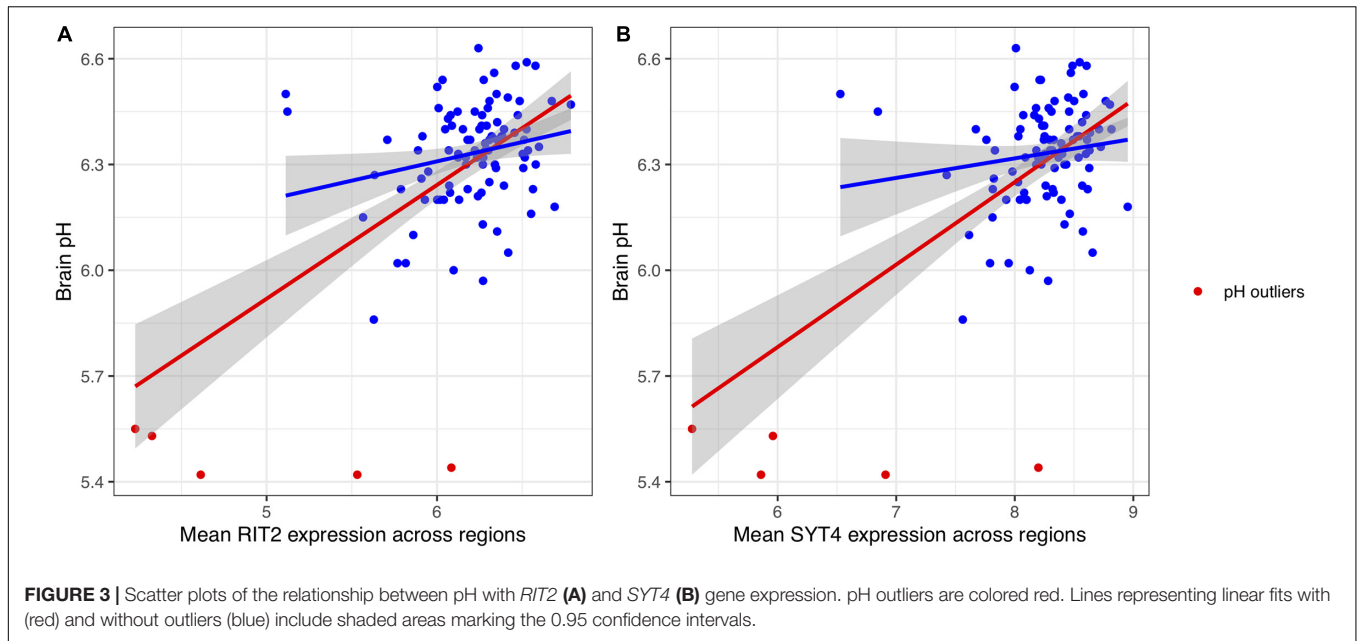 A
B
6.6
6.3
6.0
5.7
5.4
Brain pH
5
6
Mean RIT2 expression across regions
6.6
6.3
6.0
5.7
5.4
Brain pH
6
7
8
9
Mean SYT4 expression across regions
pH outliers
FIGURE 3 | Scatter plots of the relationship between pH with RIT2 (A) and SYT4 (B) gene expression. pH outliers are colored red. Lines representing linear fits with
(red) and without outliers (blue) include shaded areas marking the 0.95 confidence intervals.